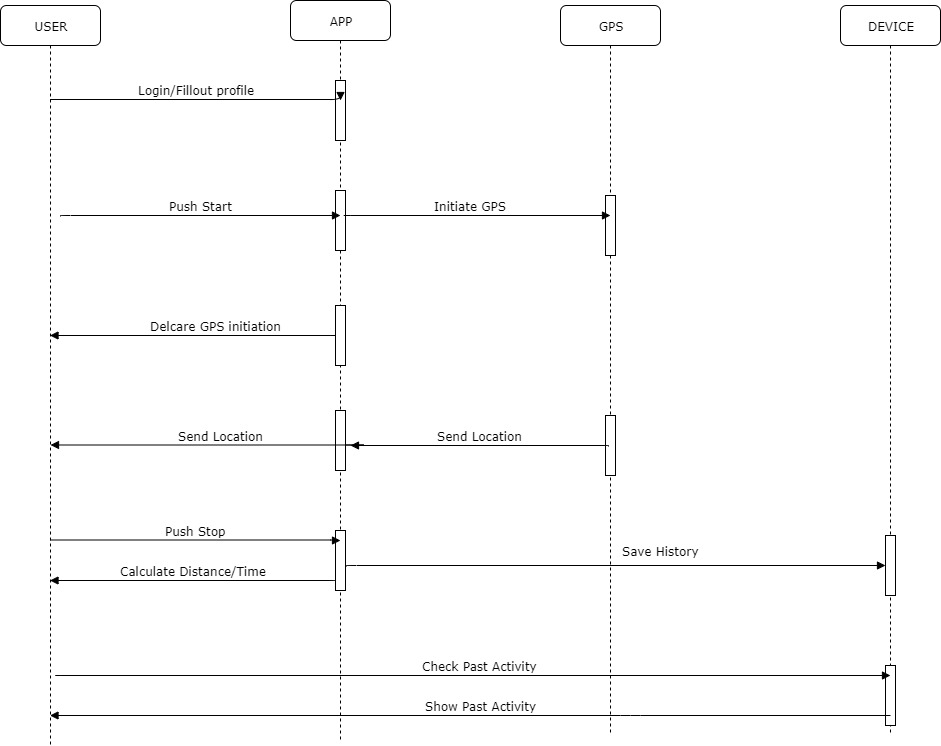 USER
APP
GPS
DEVICE
Login/Fillout profile
Push Start
Initiate GPS
Delcare GPS initiation
Send Location
Send Location
Push Stop
Save History
Calculate Distance/Time
Check Past Activity
Show Past Activity